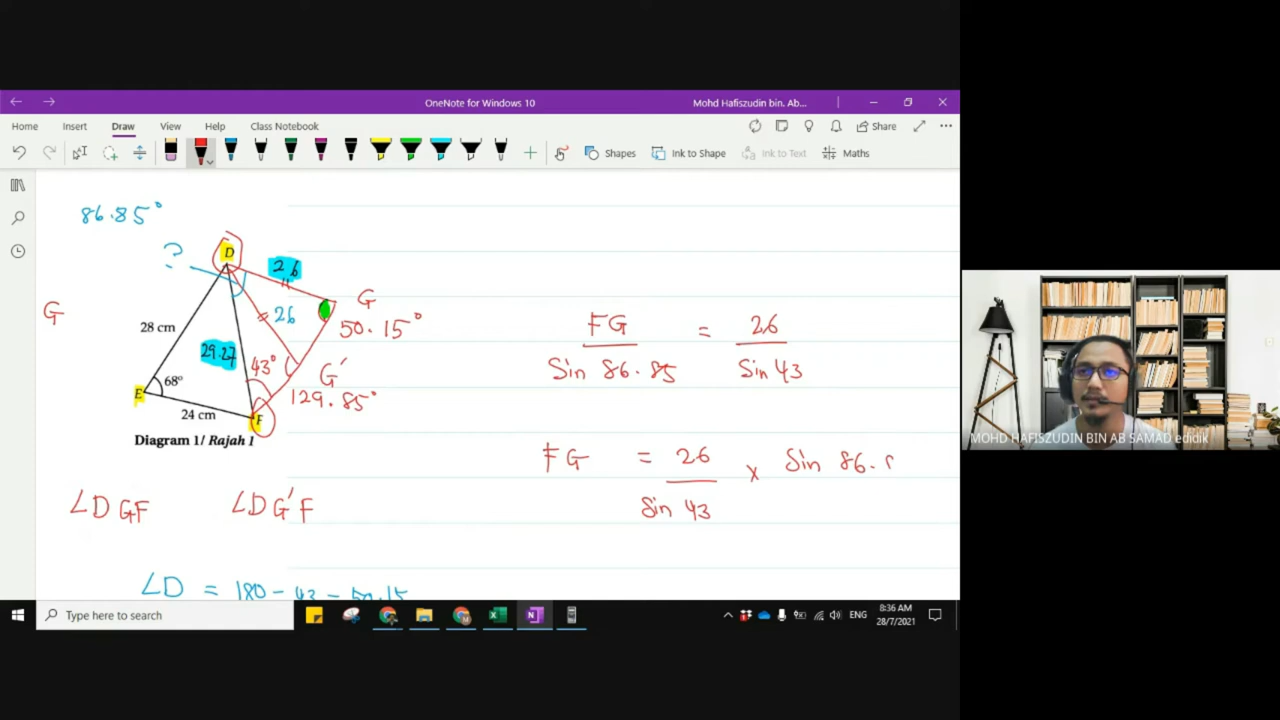 OneNote for Windows 10
Mohd Hafiszudin bin. Ab...
Home Insert Draw View Help Class Notebook
Share
Shapes
Ink to Shape
Ink to Text
Maths
86.85°
?
D
26
G
G
50.15°
26
28 cm
29.27
43°
G'
68°
E
129.85°
24 cm
F
Diagram 1/ Rajah 1
∠DGF ∠DG'F
∠D = 180 - 43 - 50.15
FG = 26
Sin 86.85 Sin 43
FG = 26 × Sin 86.
Sin 43
MOHD HAFISZUDIN BIN AB SAMAD edidik
Type here to search
ENG
8:36 AM
28/7/2021